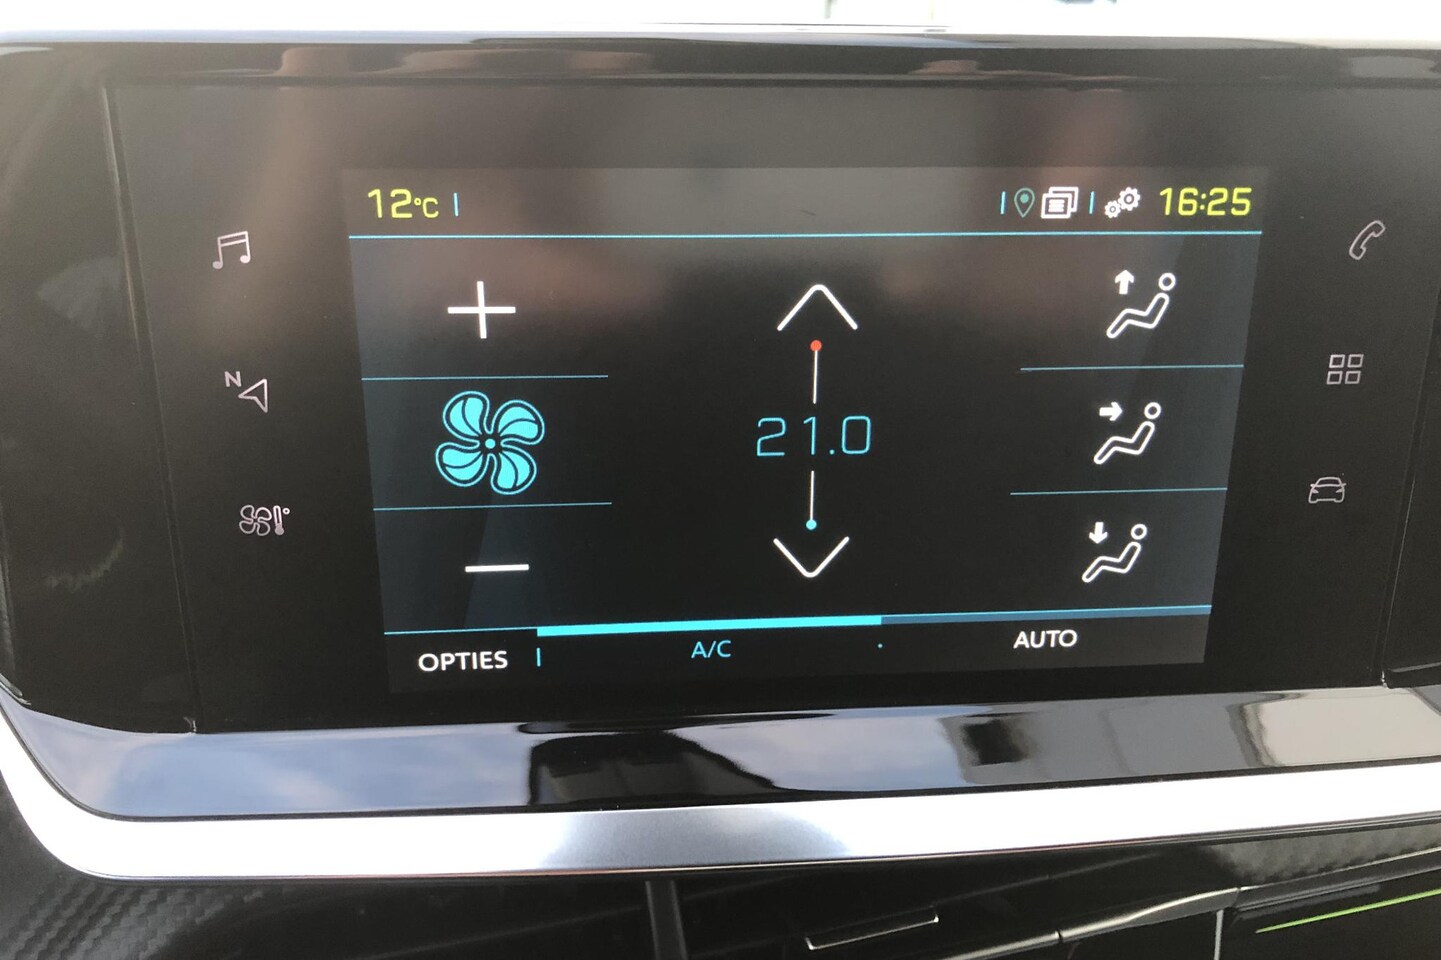 12°C
16:25
N
21.0
OPTIES
A/C
AUTO